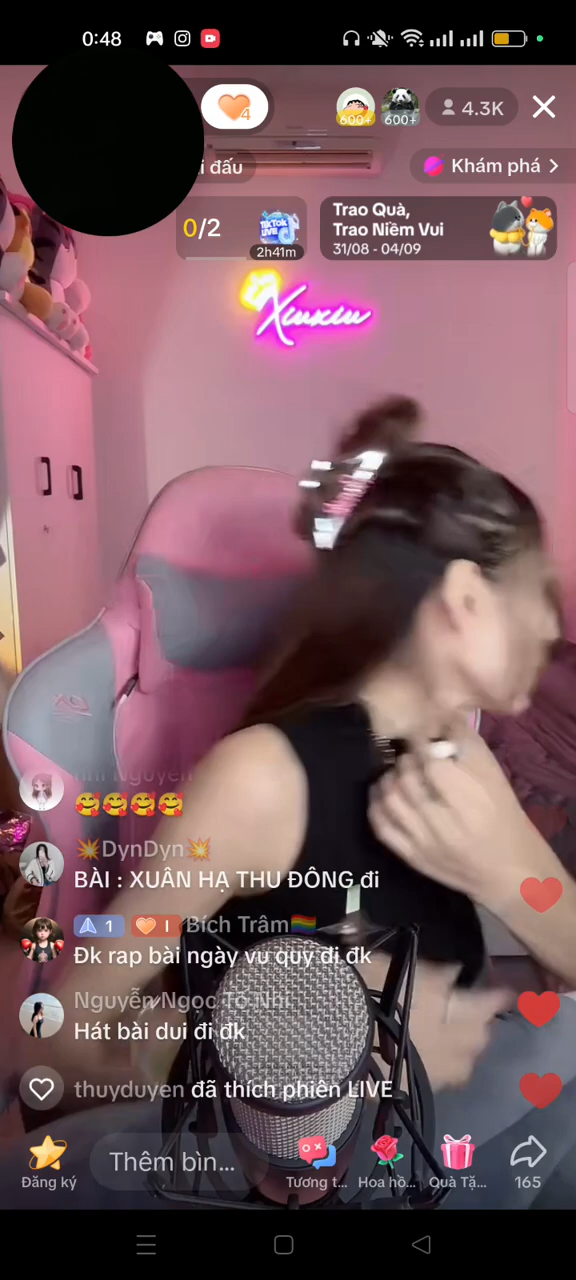 0:48
4
600+
600+
4.3K
i đấu
Khám phá
0/2
TikTok
LIVE
2h41m
Trao Quà,
Trao Niềm Vui
31/08 - 04/09
Xiuxiu
Nguyen
🥰🥰🥰🥰
💥DynDyn💥
BÀI : XUÂN HẠ THU ĐÔNG đi
1 I Bích Trâm🏳️‍🌈
Đk rap bài ngày vu quy đi đk
Nguyễn Ngọc Tố Nhi
Hát bài dui đi đk
thuyduyen đã thích phiên LIVE
Đăng ký
Thêm bìn...
Tương t...
Hoa hồ...
Quà Tặ...
165